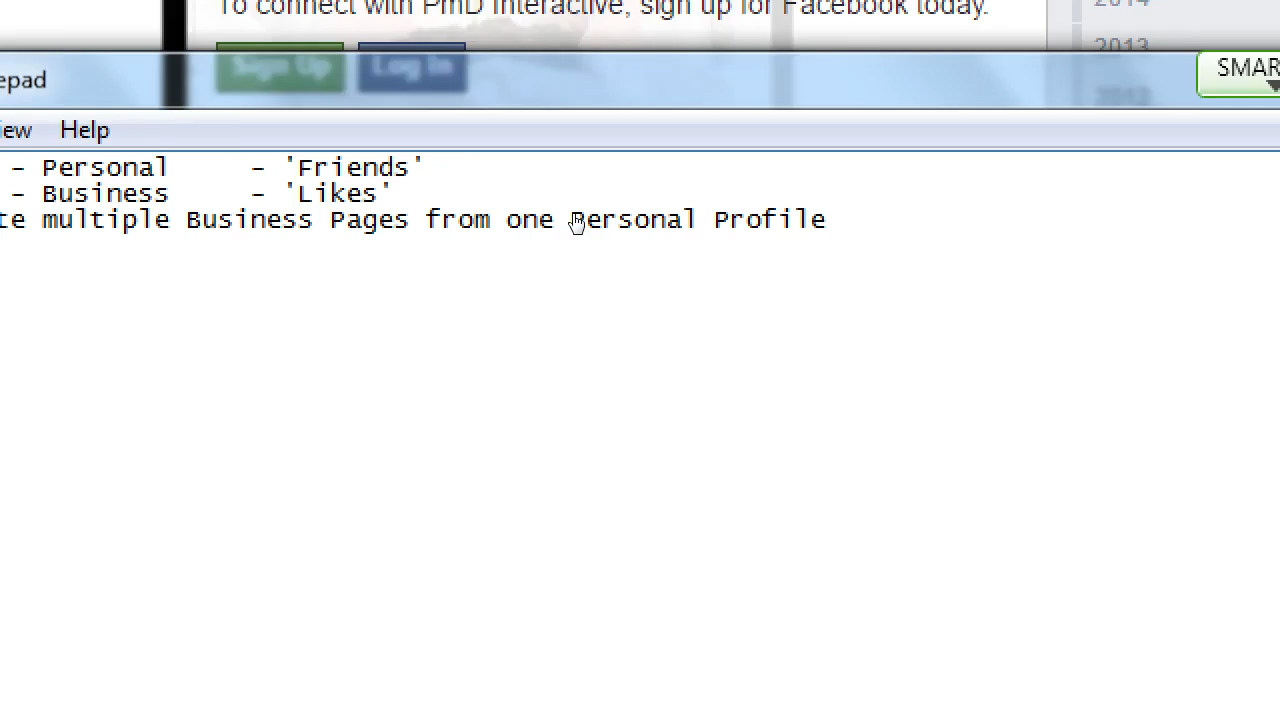 To connect with PmD Interactive, sign up for Facebook today.
2014
2013
Sign Up Log In
2012
epad
SMAR
iew Help
- Personal - 'Friends'
- Business - 'Likes'
te multiple Business Pages from one Personal Profile